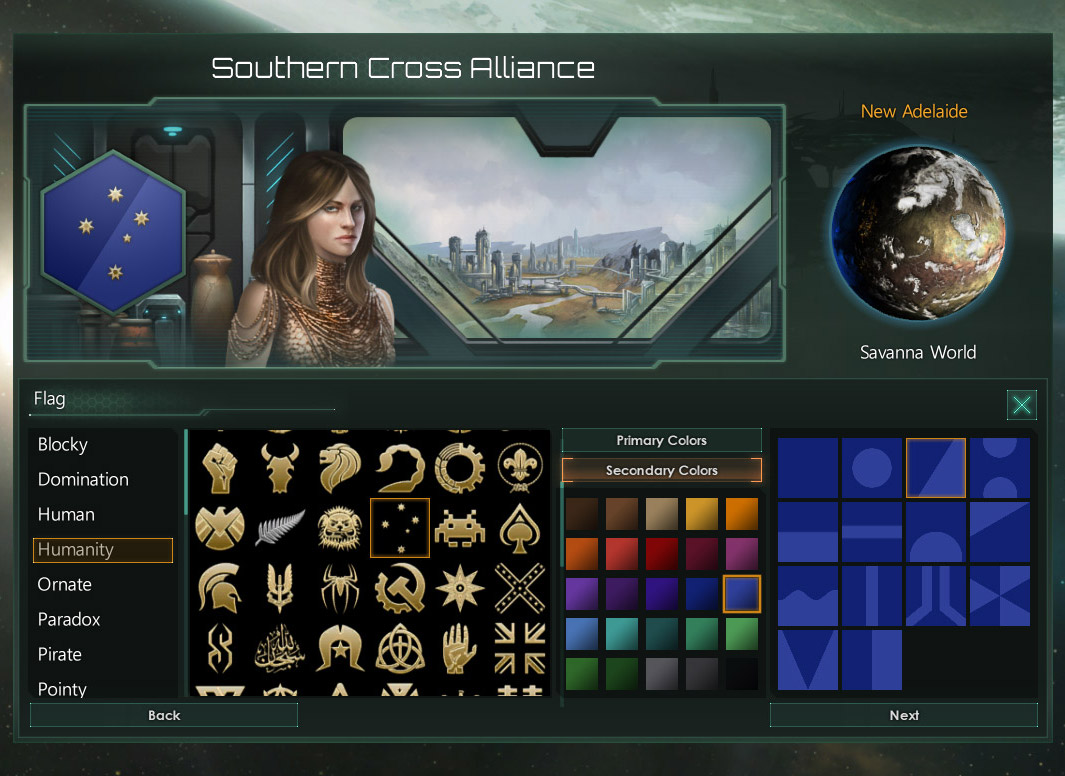 Southern Cross Alliance
New Adelaide
Savanna World
Flag
Blocky
Domination
Human
Humanity
Ornate
Paradox
Pirate
Pointy
Primary Colors
Secondary Colors
Back
Next